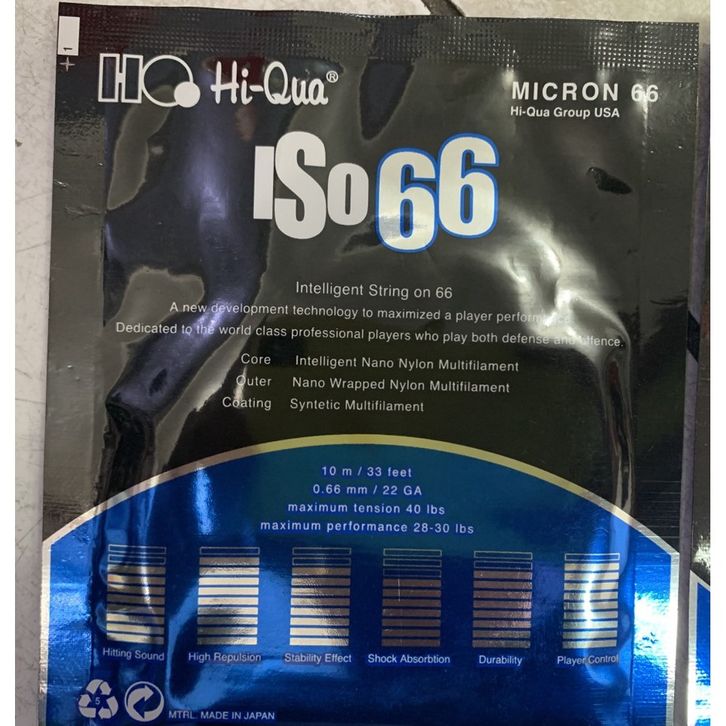 1
HQ Hi-Qua®
MICRON 66
Hi-Qua Group USA
ISO 66
Intelligent String on 66
A new development technology to maximized a player performance
Dedicated to the world class professional players who play both defense and offence.
Core Intelligent Nano Nylon Multifilament
Outer Nano Wrapped Nylon Multifilament
Coating Syntetic Multifilament
10 m / 33 feet
0.66 mm / 22 GA
maximum tension 40 lbs
maximum performance 28-30 lbs
Hitting Sound High Repulsion Stability Effect Shock Absorbtion Durability Player Control
5
MTRL. MADE IN JAPAN